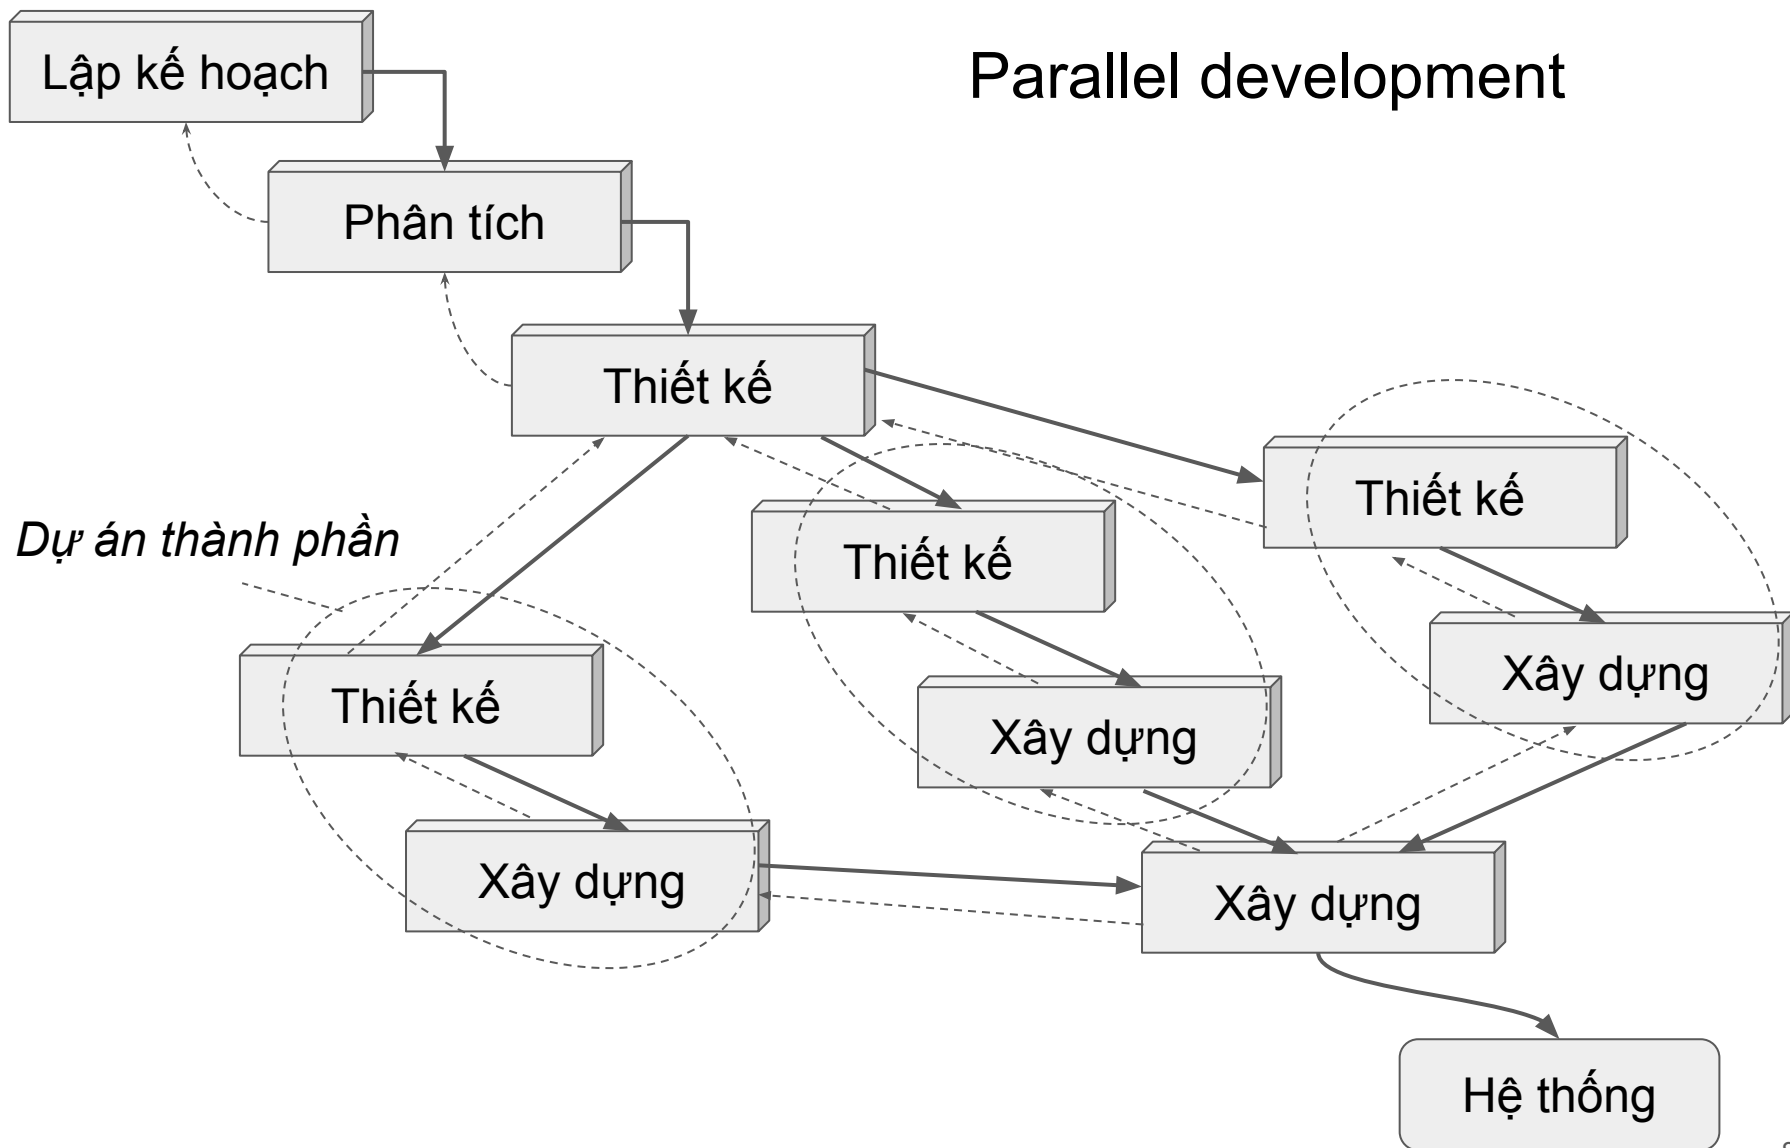 Lập kế hoạch
Parallel development
Phân tích
Thiết kế
Thiết kế
Dự án thành phần
Thiết kế
Xây dựng
Thiết kế
Xây dựng
Xây dựng
Xây dựng
Hệ thống